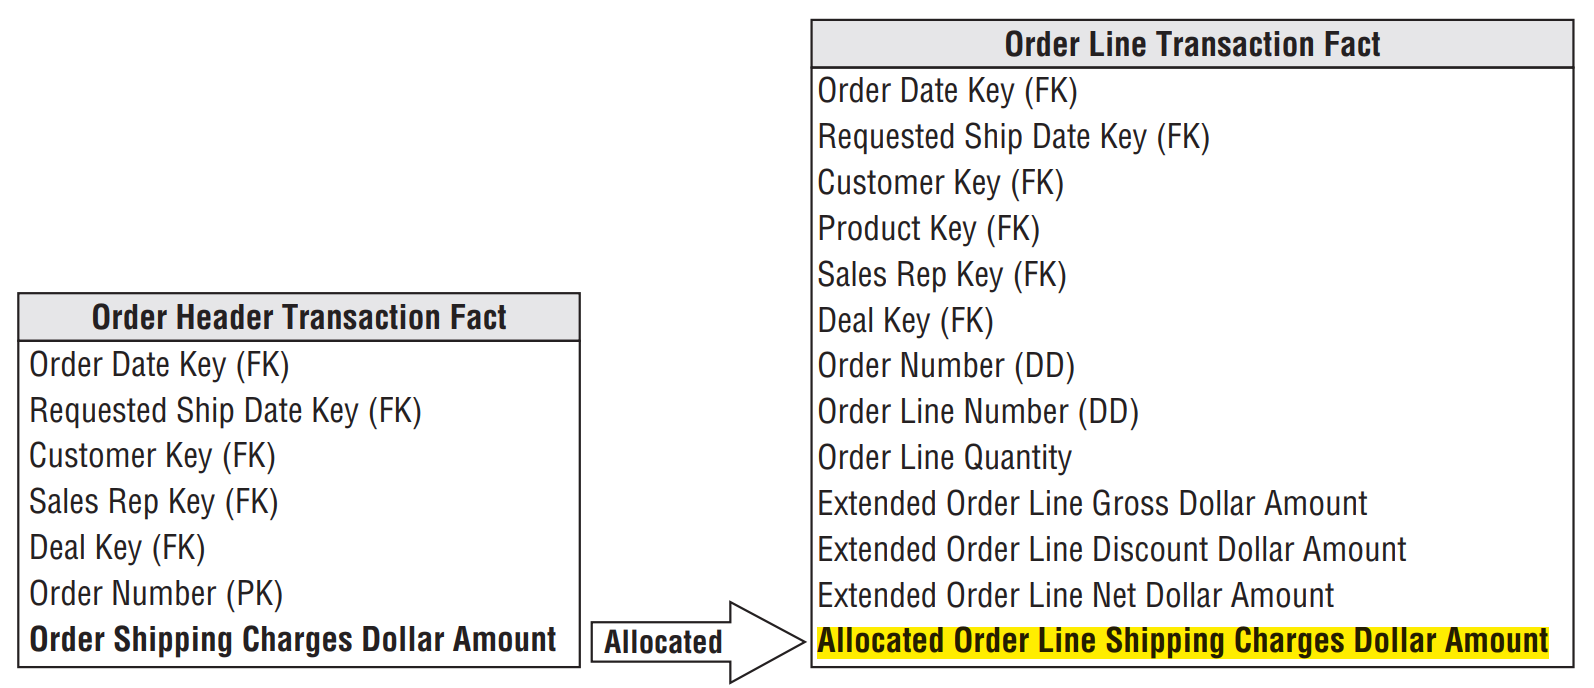 Order Header Transaction Fact
Order Date Key (FK)
Requested Ship Date Key (FK)
Customer Key (FK)
Sales Rep Key (FK)
Deal Key (FK)
Order Number (PK)
Order Shipping Charges Dollar Amount
Allocated
Order Line Transaction Fact
Order Date Key (FK)
Requested Ship Date Key (FK)
Customer Key (FK)
Product Key (FK)
Sales Rep Key (FK)
Deal Key (FK)
Order Number (DD)
Order Line Number (DD)
Order Line Quantity
Extended Order Line Gross Dollar Amount
Extended Order Line Discount Dollar Amount
Extended Order Line Net Dollar Amount
Allocated Order Line Shipping Charges Dollar Amount